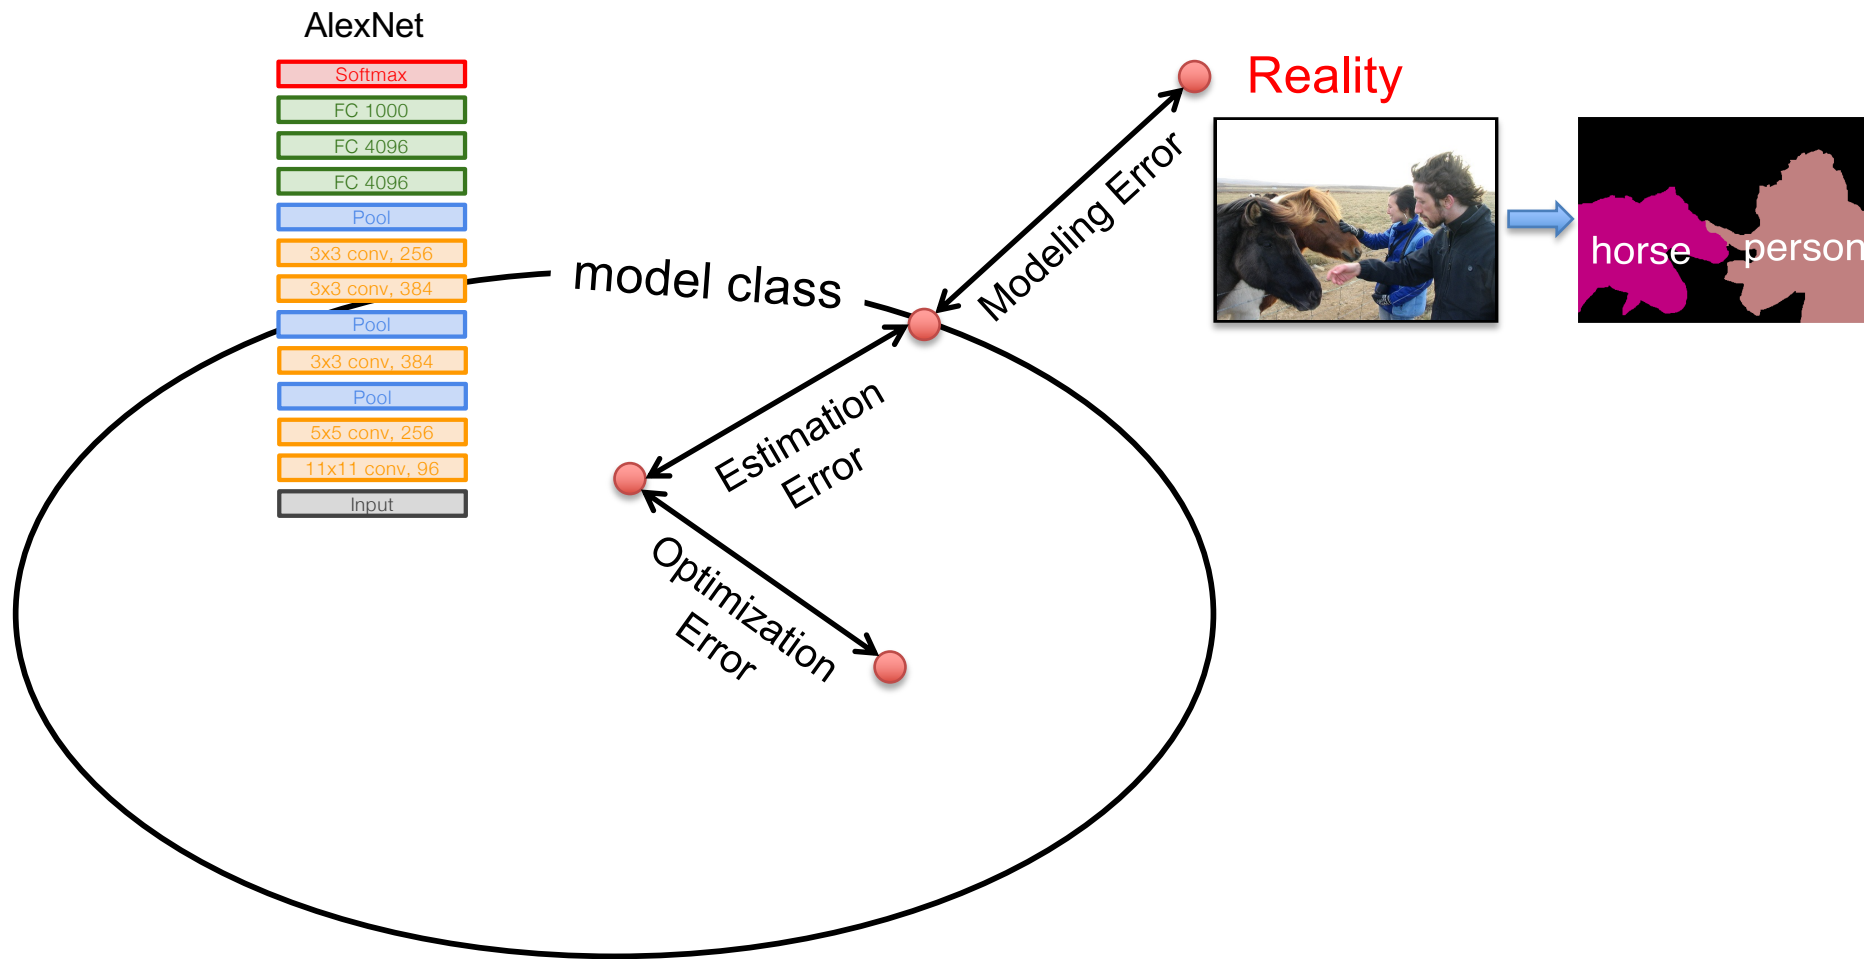 AlexNet
Softmax
FC 1000
FC 4096
FC 4096
Pool
3x3 conv, 256
3x3 conv, 384
Pool
3x3 conv, 384
Pool
5x5 conv, 256
11x11 conv, 96
Input
model class
Reality
Modeling Error
horse
person
Estimation
Error
Optimization
Error